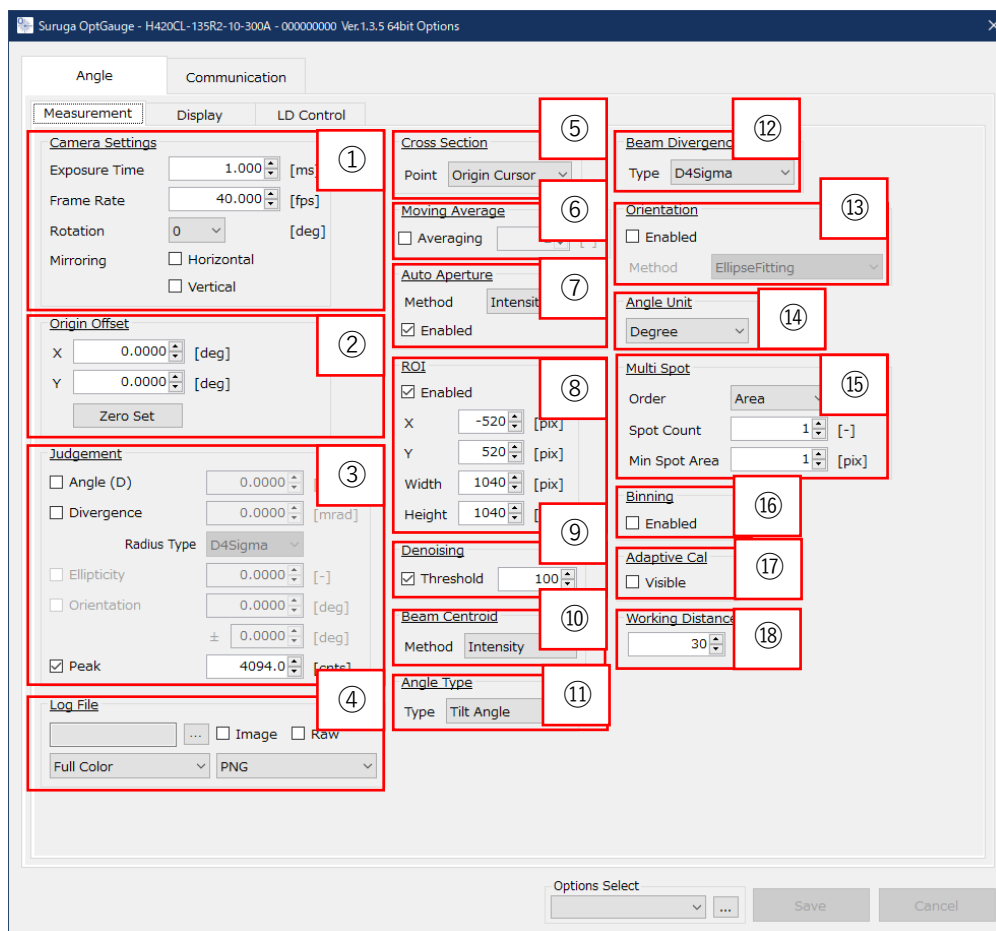 Suruga OptGauge - H420CL-135R2-10-300A - 000000000 Ver.1.3.5 64bit Options
Angle
Communication
Measurement
Display
LD Control
Camera Settings
①
Exposure Time 1.000 [ms]
Frame Rate 40.000 [fps]
Rotation 0 [deg]
Mirroring Horizontal
Vertical
Origin Offset
②
X 0.0000 [deg]
Y 0.0000 [deg]
Zero Set
Judgement
③
Angle (D) 0.0000
Divergence 0.0000 [mrad]
Radius Type D4Sigma
Ellipticity 0.0000 [-]
Orientation 0.0000 [deg]
± 0.0000 [deg]
Peak 4094.0 [cnts]
Log File
④
... Image Raw
Full Color PNG
Cross Section
⑤
Point Origin Cursor
Moving Average
⑥
Averaging
Auto Aperture
⑦
Method Intensit
Enabled
ROI
⑧
Enabled
X -520 [pix]
Y 520 [pix]
Width 1040 [pix]
Height 1040
Denoising
⑨
Threshold 100
Beam Centroid
⑩
Method Intensity
Angle Type
⑪
Type Tilt Angle
Beam Divergenc
⑫
Type D4Sigma
Orientation
⑬
Enabled
Method EllipseFitting
Angle Unit
⑭
Degree
Multi Spot
⑮
Order Area
Spot Count 1 [-]
Min Spot Area 1 [pix]
Binning
⑯
Enabled
Adaptive Cal
⑰
Visible
Working Distance
⑱
30
Options Select
...
Save
Cancel